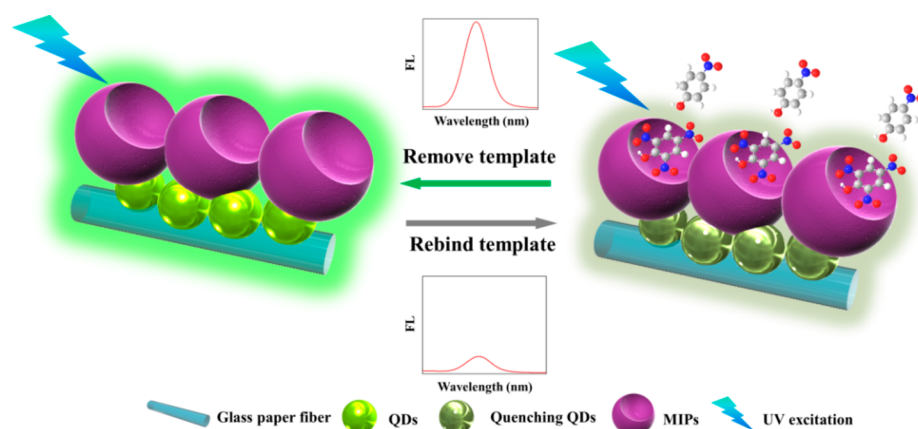 FL
Wavelength (nm)
Remove template
Rebind template
FL
Wavelength (nm)
Glass paper fiber
QDs
Quenching QDs
MIPs
UV excitation